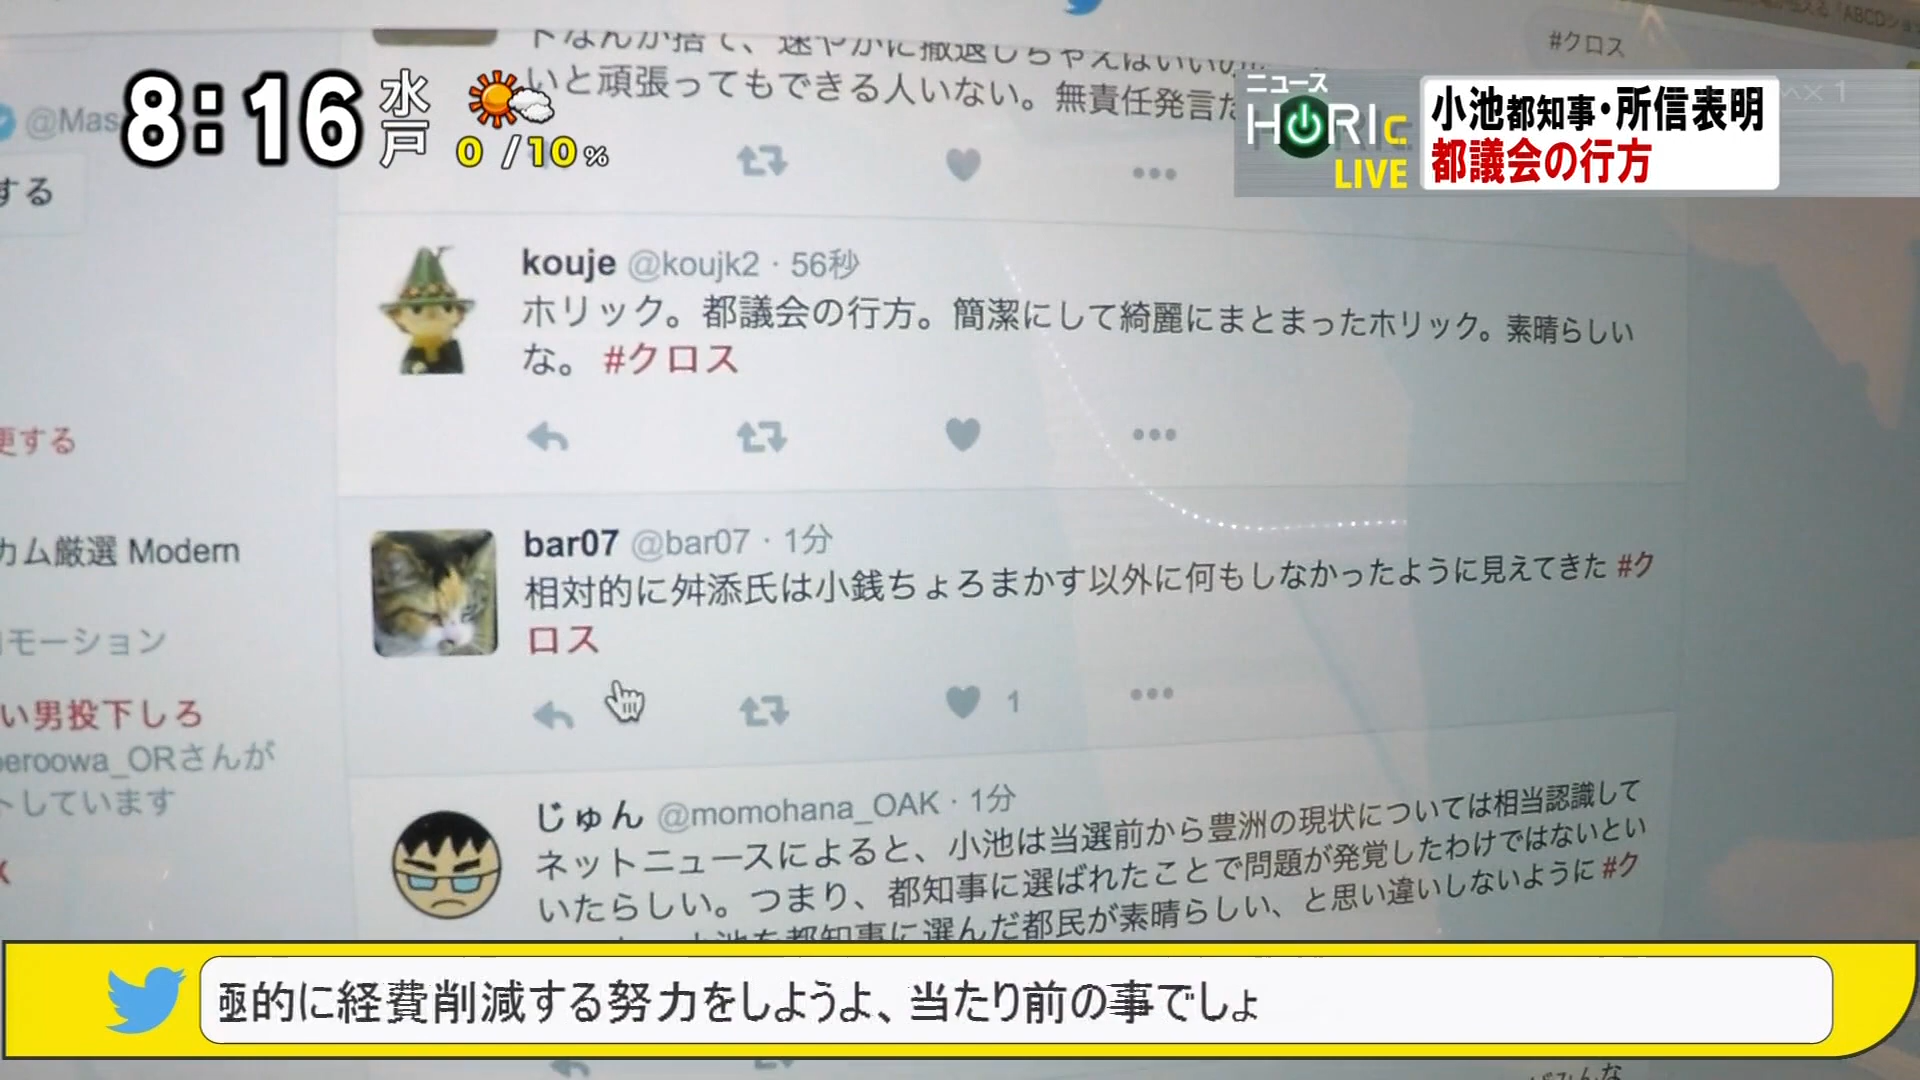 #クロス
いと頑張ってもできる人いない。無責任発言だ
8:16
水戸
0/10%
@Mas
ニュース
HORIC
LIVE
小池都知事・所信表明
都議会の行方
する
kouje @koujk2・56秒
ホリック。都議会の行方。簡潔にして綺麗にまとまったホリック。素晴らしい
な。 #クロス
更する
bar07 @bar07・1分
相対的に舛添氏は小銭ちょろまかす以外に何もしなかったように見えてきた #ク
ロス
1
カム厳選 Modern
モーション
い男投下しろ
eroowa_ORさんが
トしています
じゅん @momohana_OAK・1分
ネットニュースによると、小池は当選前から豊洲の現状については相当認識して
いたらしい。つまり、都知事に選ばれたことで問題が発覚したわけではないとい
選んだ都民が素晴らしい、と思い違いしないように #ク
極的に経費削減する努力をしようよ、当たり前の事でしょ